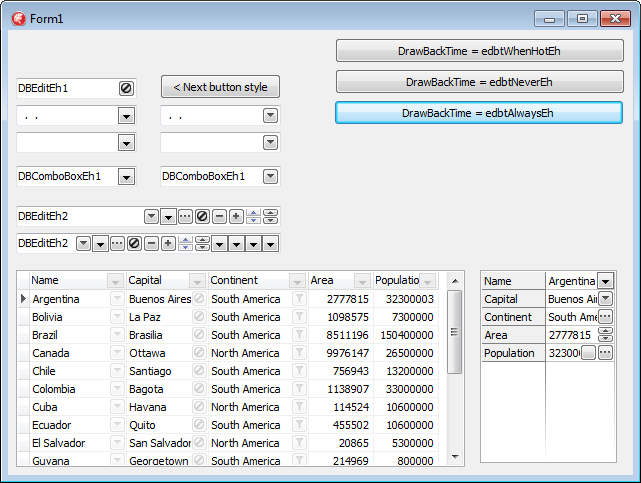 Form1
DrawBackTime = edbtWhenHotEh
DBEditEh1
< Next button style
DrawBackTime = edbtNeverEh
. .
. .
DrawBackTime = edbtAlwaysEh
DBComboBoxEh1
DBComboBoxEh1
DBEditEh2
DBEditEh2
Name Capital Continent Area Populatio
Argentina Buenos Aires South America 2777815 32300003
Bolivia La Paz South America 1098575 7300000
Brazil Brasilia South America 8511196 150400000
Canada Ottawa North America 9976147 26500000
Chile Santiago South America 756943 13200000
Colombia Bagota South America 1138907 33000000
Cuba Havana North America 114524 10600000
Ecuador Quito South America 455502 10600000
El Salvador San Salvador North America 20865 5300000
Guyana Georgetown South America 214969 800000
Name Argentina
Capital Buenos Ai
Continent South Ame
Area 2777815
Population 32300